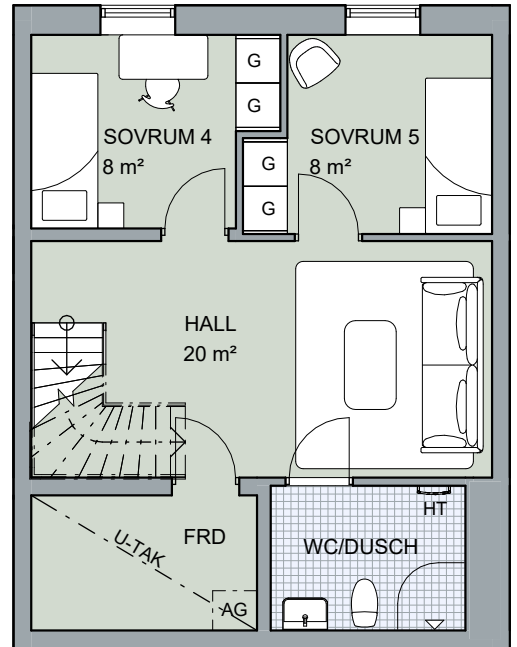 G
G
SOVRUM 4
8 m²
SOVRUM 5
8 m²
G
G
HALL
20 m²
U-TAK
FRD
AG
HT
WC/DUSCH